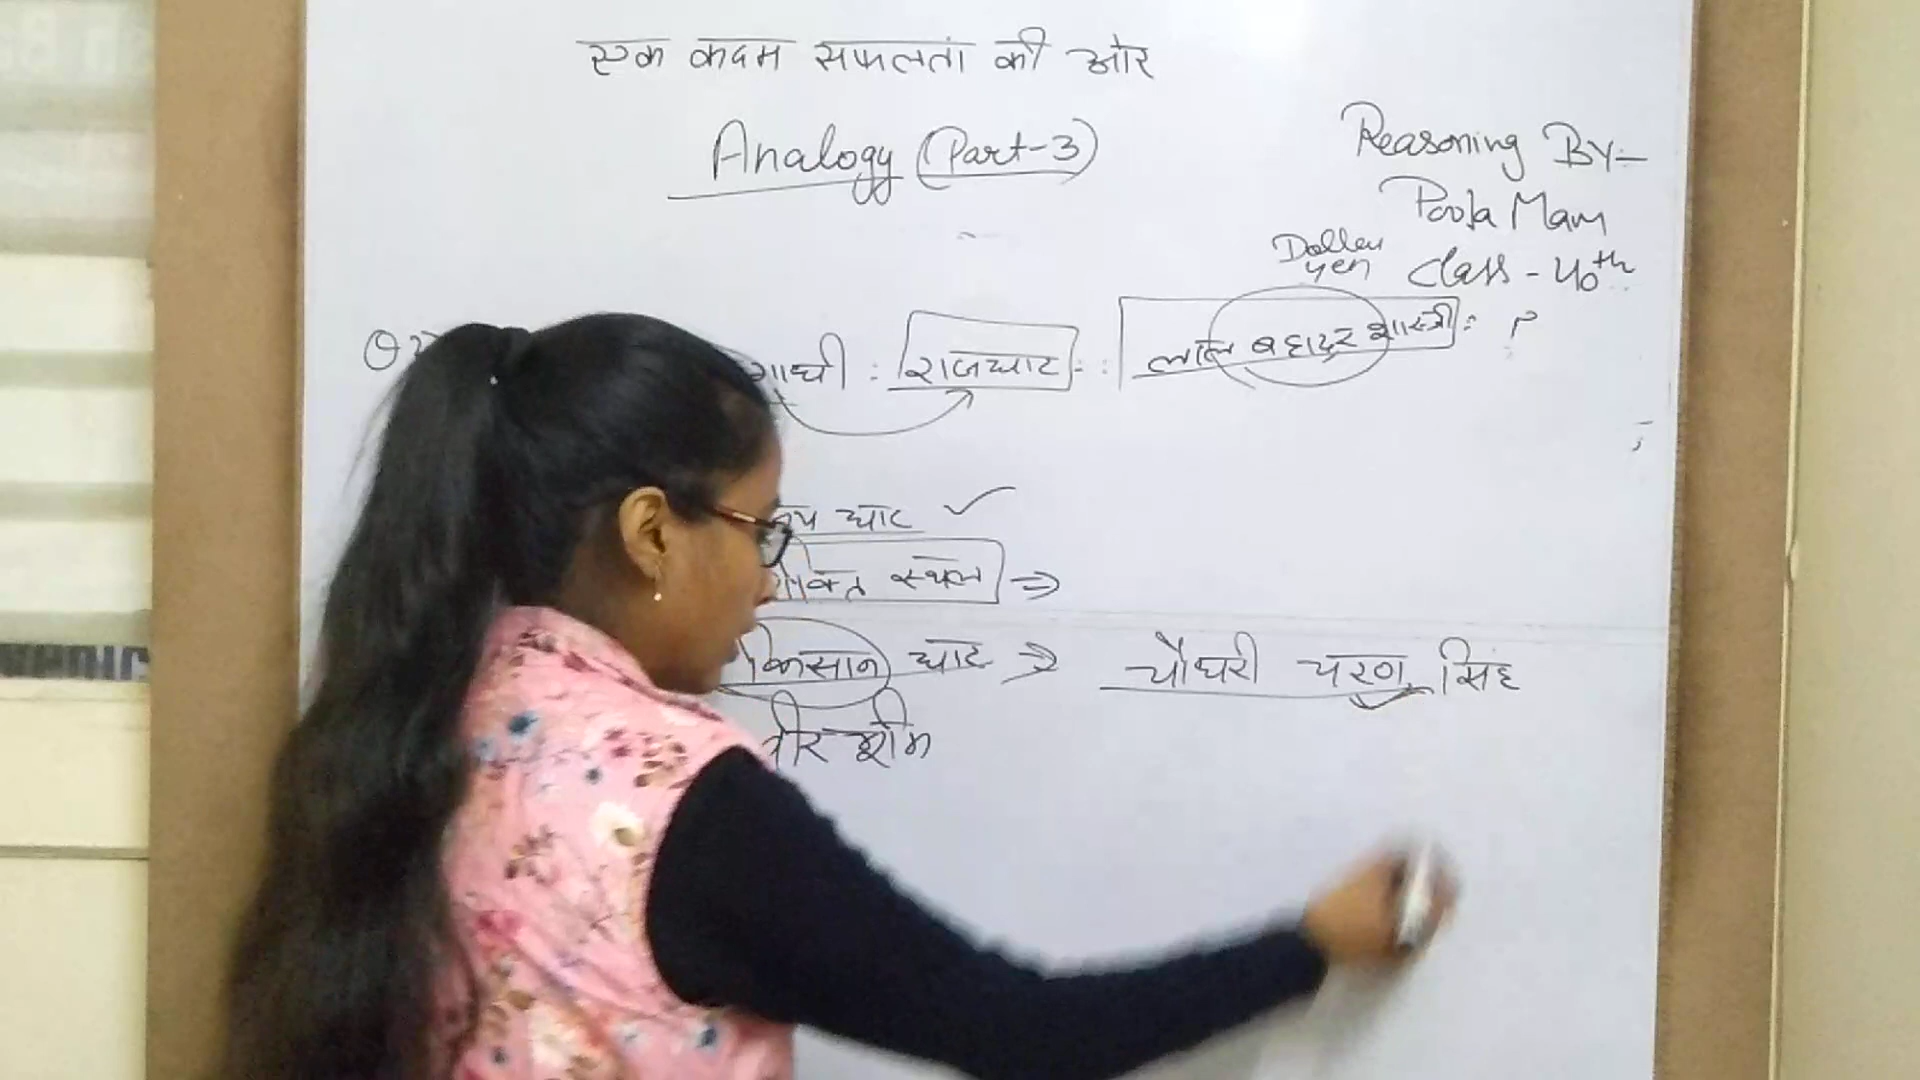 एक कदम सफलता की ओर
Analogy (Part-3)
Reasoning BY-
Pooja Mam
Class - 40th
Dollar
yen
गाधी : राजघाट :: लाल बहादुर शास्त्री : ?
घाट ✓
स्थल ⇒
किसान घाट ⇒ चौधरी चरण सिंह